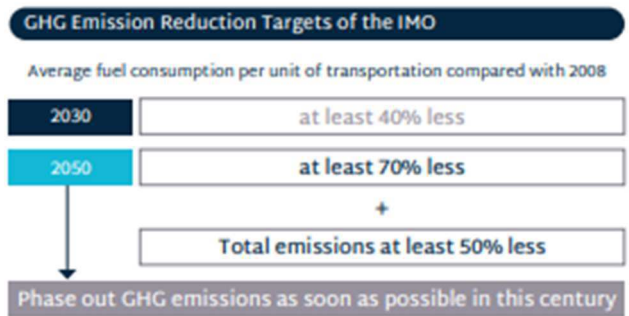 GHG Emission Reduction Targets of the IMO
Average fuel consumption per unit of transportation compared with 2008
2030
at least 40% less
2050
at least 70% less
+
Total emissions at least 50% less
Phase out GHG emissions as soon as possible in this century